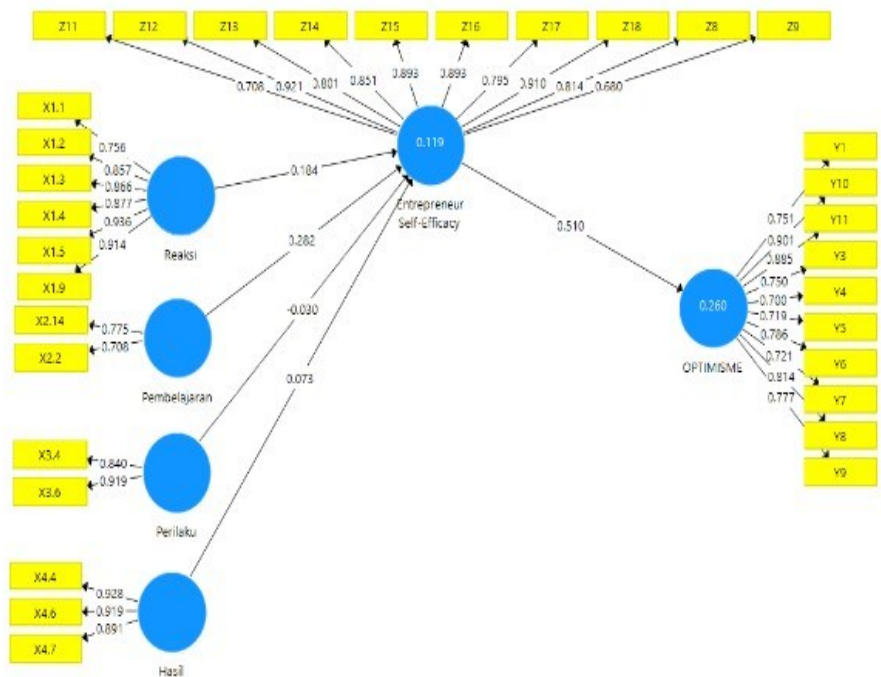 Z11 Z12 Z13 Z14 Z15 Z16 Z17 Z18 Z8 Z9
0.708 0.921 0.801 0.851 0.893 0.893 0.795 0.910 0.814 0.680
0.119
Entrepreneur
Self-Efficacy
X1.1
X1.2
X1.3
X1.4
X1.5
X1.9
0.756
0.857
0.866
0.877
0.936
0.914
Reaksi
0.184
X2.14
X2.2
0.775
0.708
Pembelajaran
0.282
X3.4
X3.6
0.840
0.919
Perilaku
-0.030
X4.4
X4.6
X4.7
0.928
0.919
0.891
Hasil
0.073
0.510
0.260
OPTIMISME
0.751
0.901
0.885
0.750
0.700
0.719
0.786
0.721
0.814
0.777
Y1
Y10
Y11
Y3
Y4
Y5
Y6
Y7
Y8
Y9